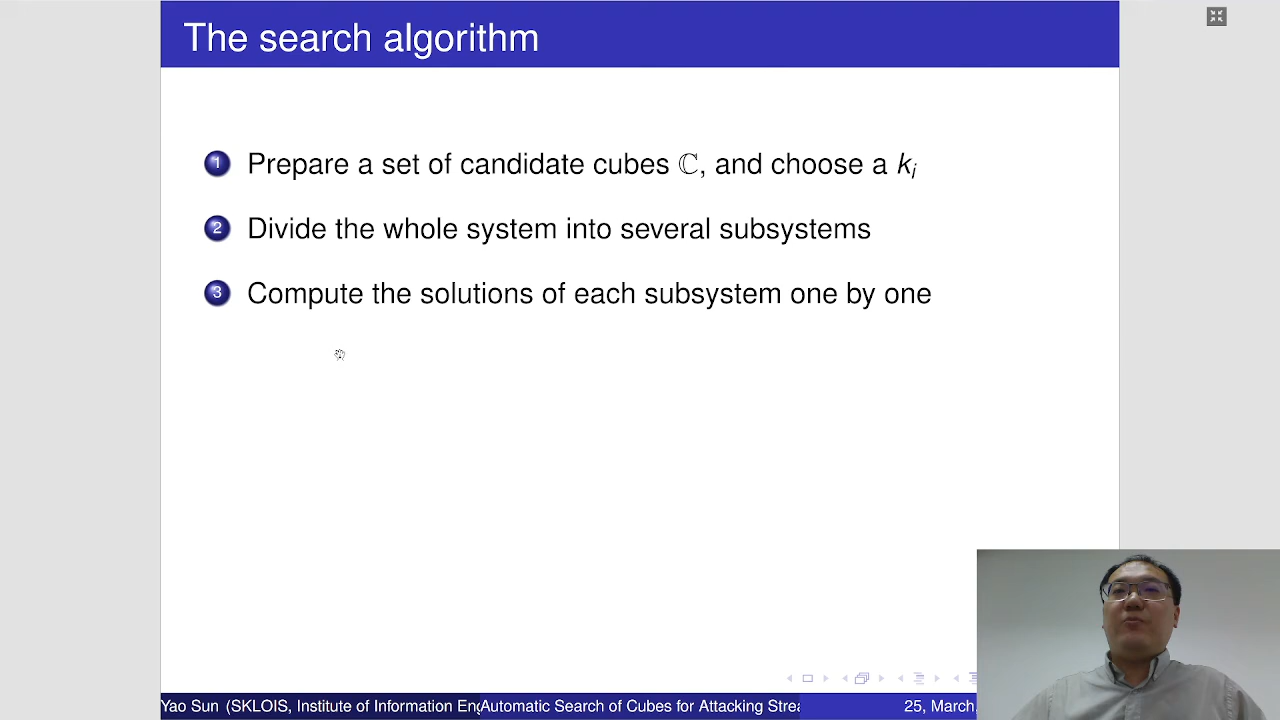 The search algorithm
1 Prepare a set of candidate cubes ℂ, and choose a kᵢ
2 Divide the whole system into several subsystems
3 Compute the solutions of each subsystem one by one
Yao Sun (SKLOIS, Institute of Information Eng Automatic Search of Cubes for Attacking Strea 25, March,